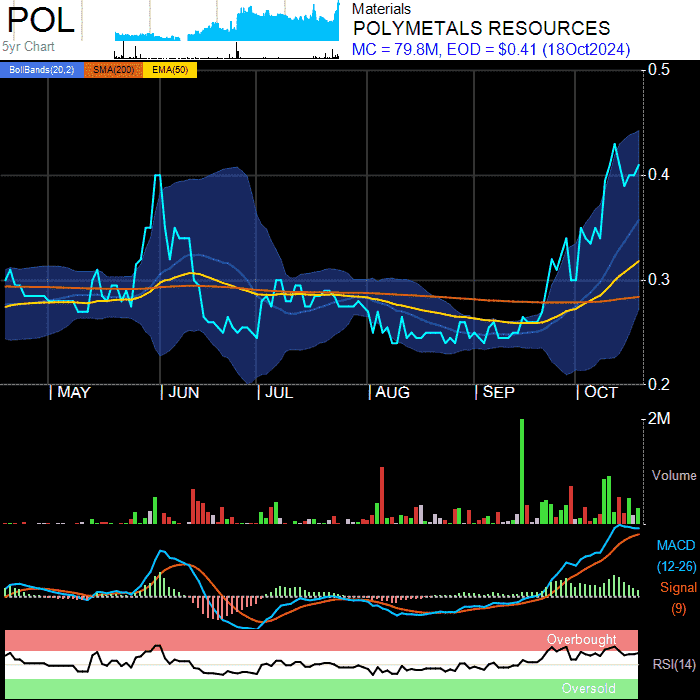 POL
5yr Chart
Materials
POLYMETALS RESOURCES
MC = 79.8M, EOD = $0.41 (18Oct2024)
BollBands(20,2) SMA(200) EMA(50)
0.5
0.4
0.3
0.2
MAY JUN JUL AUG SEP OCT
2M
Volume
MACD
(12-26)
Signal
(9)
Overbought
RSI(14)
Oversold